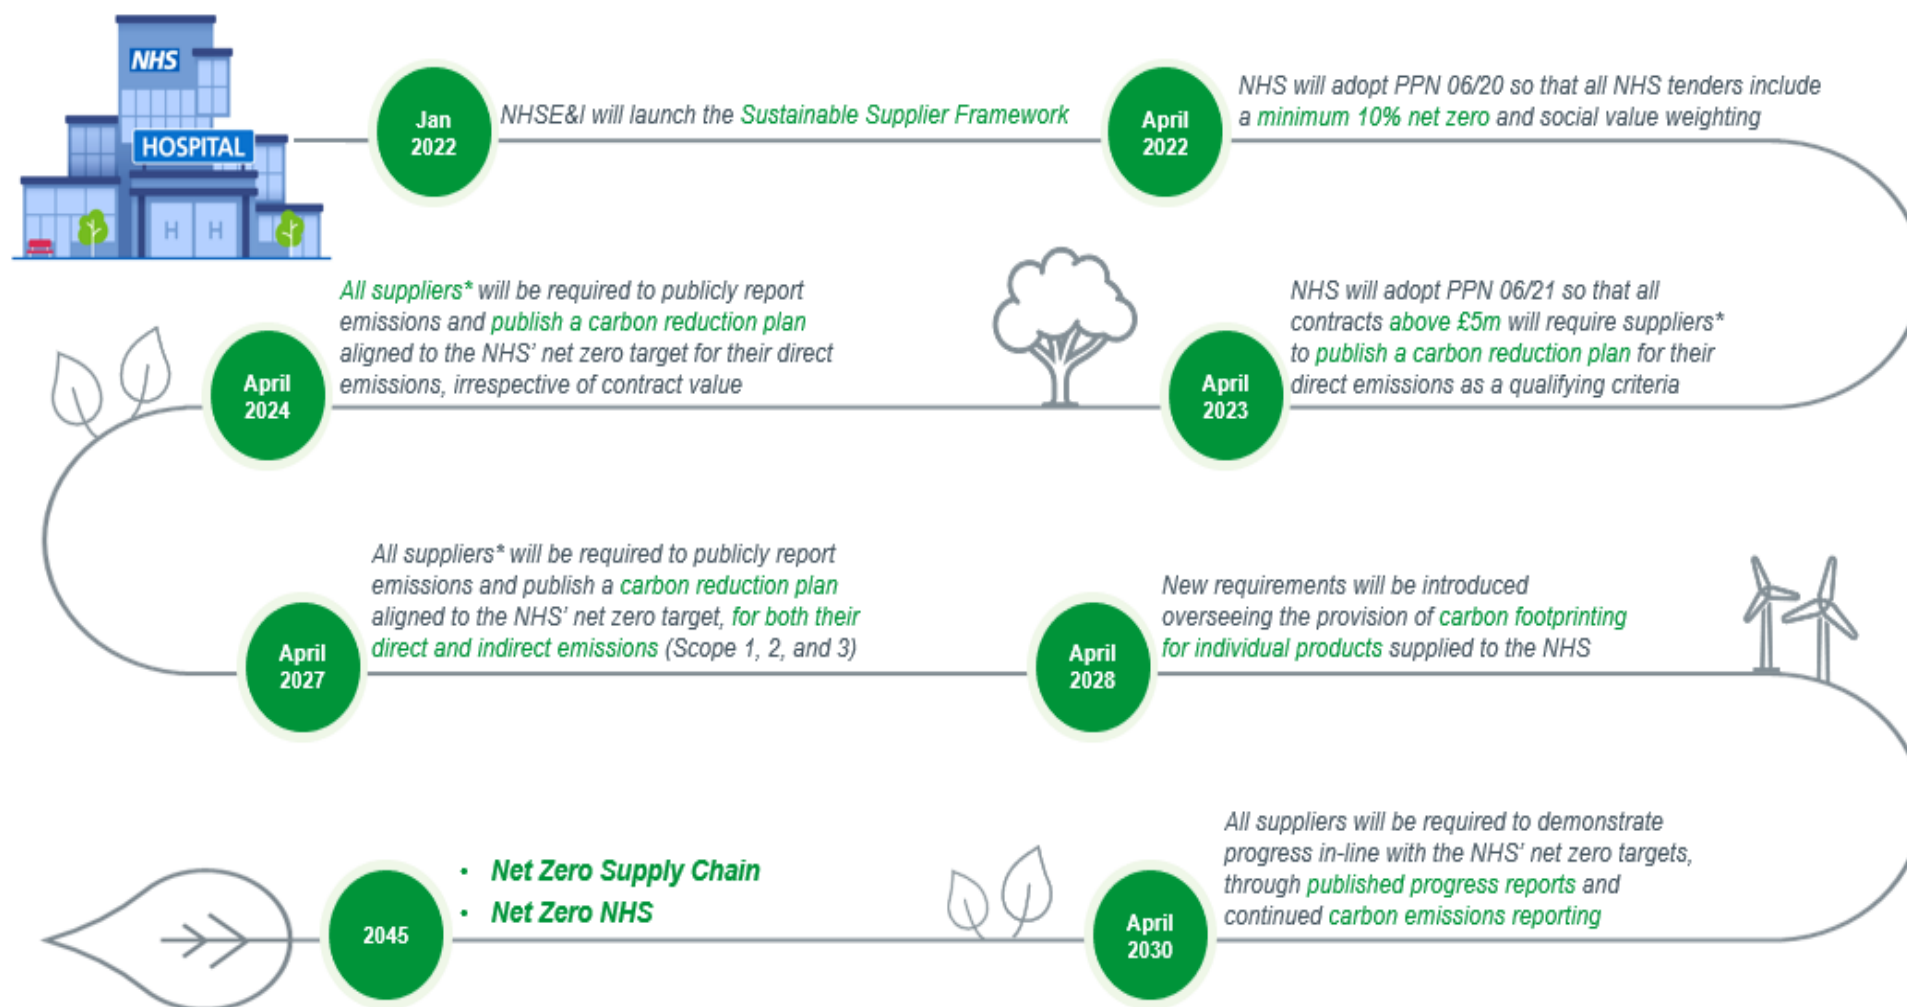 NHS
HOSPITAL
H H
Jan
2022
NHSE&I will launch the Sustainable Supplier Framework
April
2022
NHS will adopt PPN 06/20 so that all NHS tenders include
a minimum 10% net zero and social value weighting
April
2023
NHS will adopt PPN 06/21 so that all
contracts above £5m will require suppliers*
to publish a carbon reduction plan for their
direct emissions as a qualifying criteria
April
2024
All suppliers* will be required to publicly report
emissions and publish a carbon reduction plan
aligned to the NHS’ net zero target for their direct
emissions, irrespective of contract value
April
2027
All suppliers* will be required to publicly report
emissions and publish a carbon reduction plan
aligned to the NHS’ net zero target, for both their
direct and indirect emissions (Scope 1, 2, and 3)
April
2028
New requirements will be introduced
overseeing the provision of carbon footprinting
for individual products supplied to the NHS
April
2030
All suppliers will be required to demonstrate
progress in-line with the NHS’ net zero targets,
through published progress reports and
continued carbon emissions reporting
2045
• Net Zero Supply Chain
• Net Zero NHS